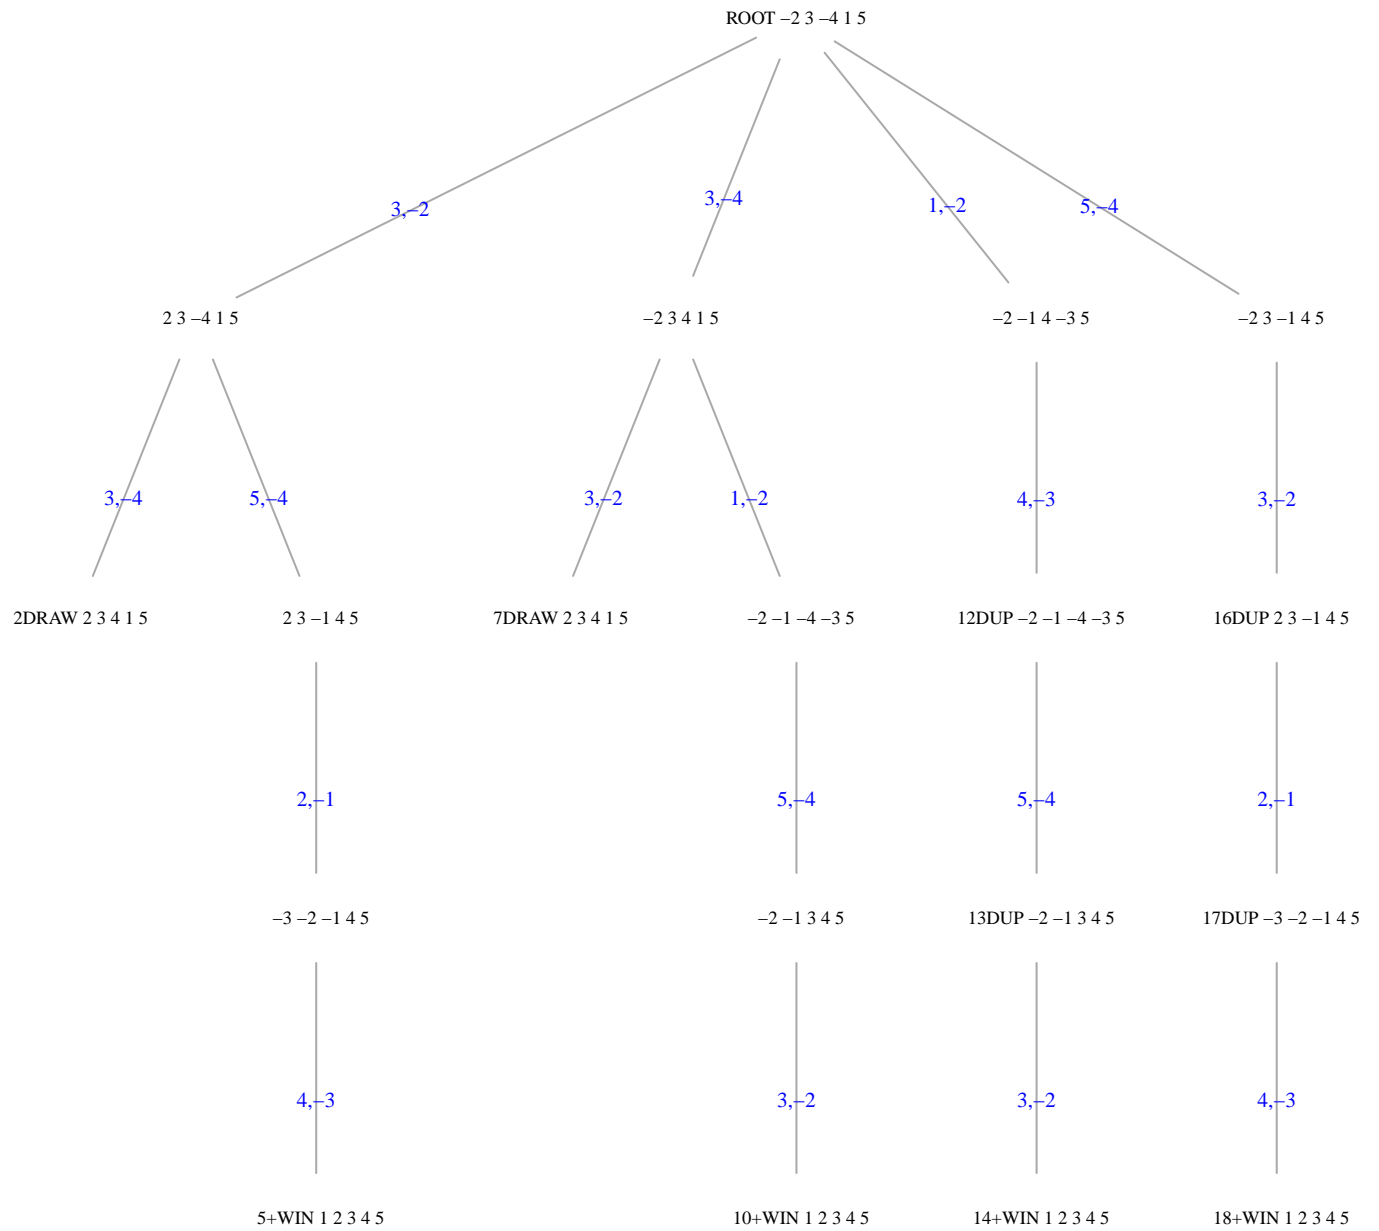 ROOT –2 3 –4 1 5
3,–2
3,–4
1,–2
5,–4
2 3 –4 1 5
–2 3 4 1 5
–2 –1 4 –3 5
–2 3 –1 4 5
3,–4
5,–4
3,–2
1,–2
4,–3
3,–2
2DRAW 2 3 4 1 5
2 3 –1 4 5
7DRAW 2 3 4 1 5
–2 –1 –4 –3 5
12DUP –2 –1 –4 –3 5
16DUP 2 3 –1 4 5
2,–1
5,–4
5,–4
2,–1
–3 –2 –1 4 5
–2 –1 3 4 5
13DUP –2 –1 3 4 5
17DUP –3 –2 –1 4 5
4,–3
3,–2
3,–2
4,–3
5+WIN 1 2 3 4 5
10+WIN 1 2 3 4 5
14+WIN 1 2 3 4 5
18+WIN 1 2 3 4 5